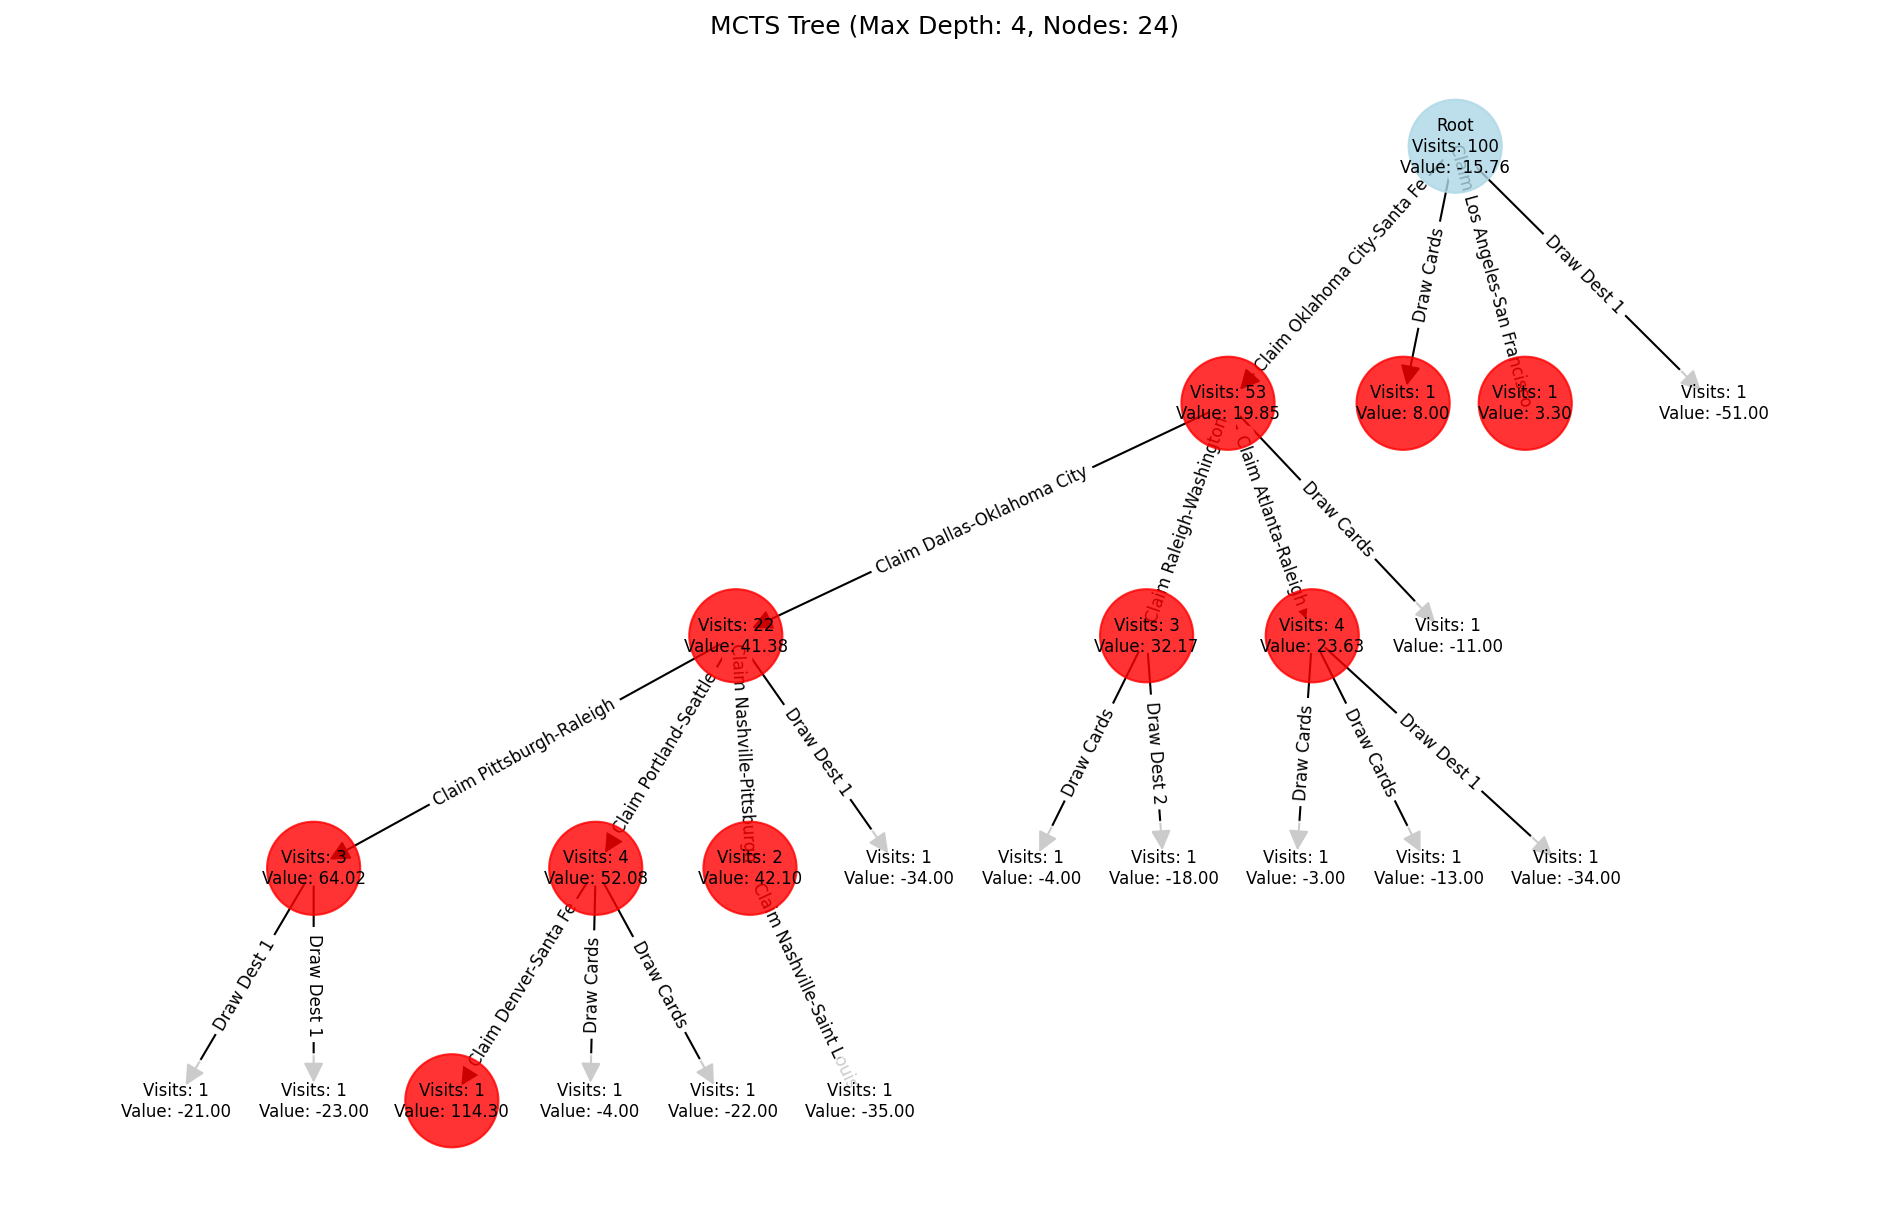 MCTS Tree (Max Depth: 4, Nodes: 24)
Root
Visits: 100
Value: -15.76
Claim Oklahoma City-Santa Fe
Draw Cards
Claim Los Angeles-San Francisco
Draw Dest 1
Visits: 53
Value: 19.85
Visits: 1
Value: 8.00
Visits: 1
Value: 3.30
Visits: 1
Value: -51.00
Claim Dallas-Oklahoma City
Claim Raleigh-Washington
Claim Atlanta-Raleigh
Draw Cards
Visits: 22
Value: 41.38
Visits: 3
Value: 32.17
Visits: 4
Value: 23.63
Visits: 1
Value: -11.00
Claim Pittsburgh-Raleigh
Claim Portland-Seattle
Claim Nashville-Pittsburgh
Draw Dest 1
Draw Cards
Draw Dest 2
Draw Cards
Draw Cards
Draw Dest 1
Visits: 3
Value: 64.02
Visits: 4
Value: 52.08
Visits: 2
Value: 42.10
Visits: 1
Value: -34.00
Visits: 1
Value: -4.00
Visits: 1
Value: -18.00
Visits: 1
Value: -3.00
Visits: 1
Value: -13.00
Visits: 1
Value: -34.00
Draw Dest 1
Draw Dest 1
Claim Denver-Santa Fe
Draw Cards
Draw Cards
Claim Nashville-Saint Louis
Visits: 1
Value: -21.00
Visits: 1
Value: -23.00
Visits: 1
Value: 114.30
Visits: 1
Value: -4.00
Visits: 1
Value: -22.00
Visits: 1
Value: -35.00